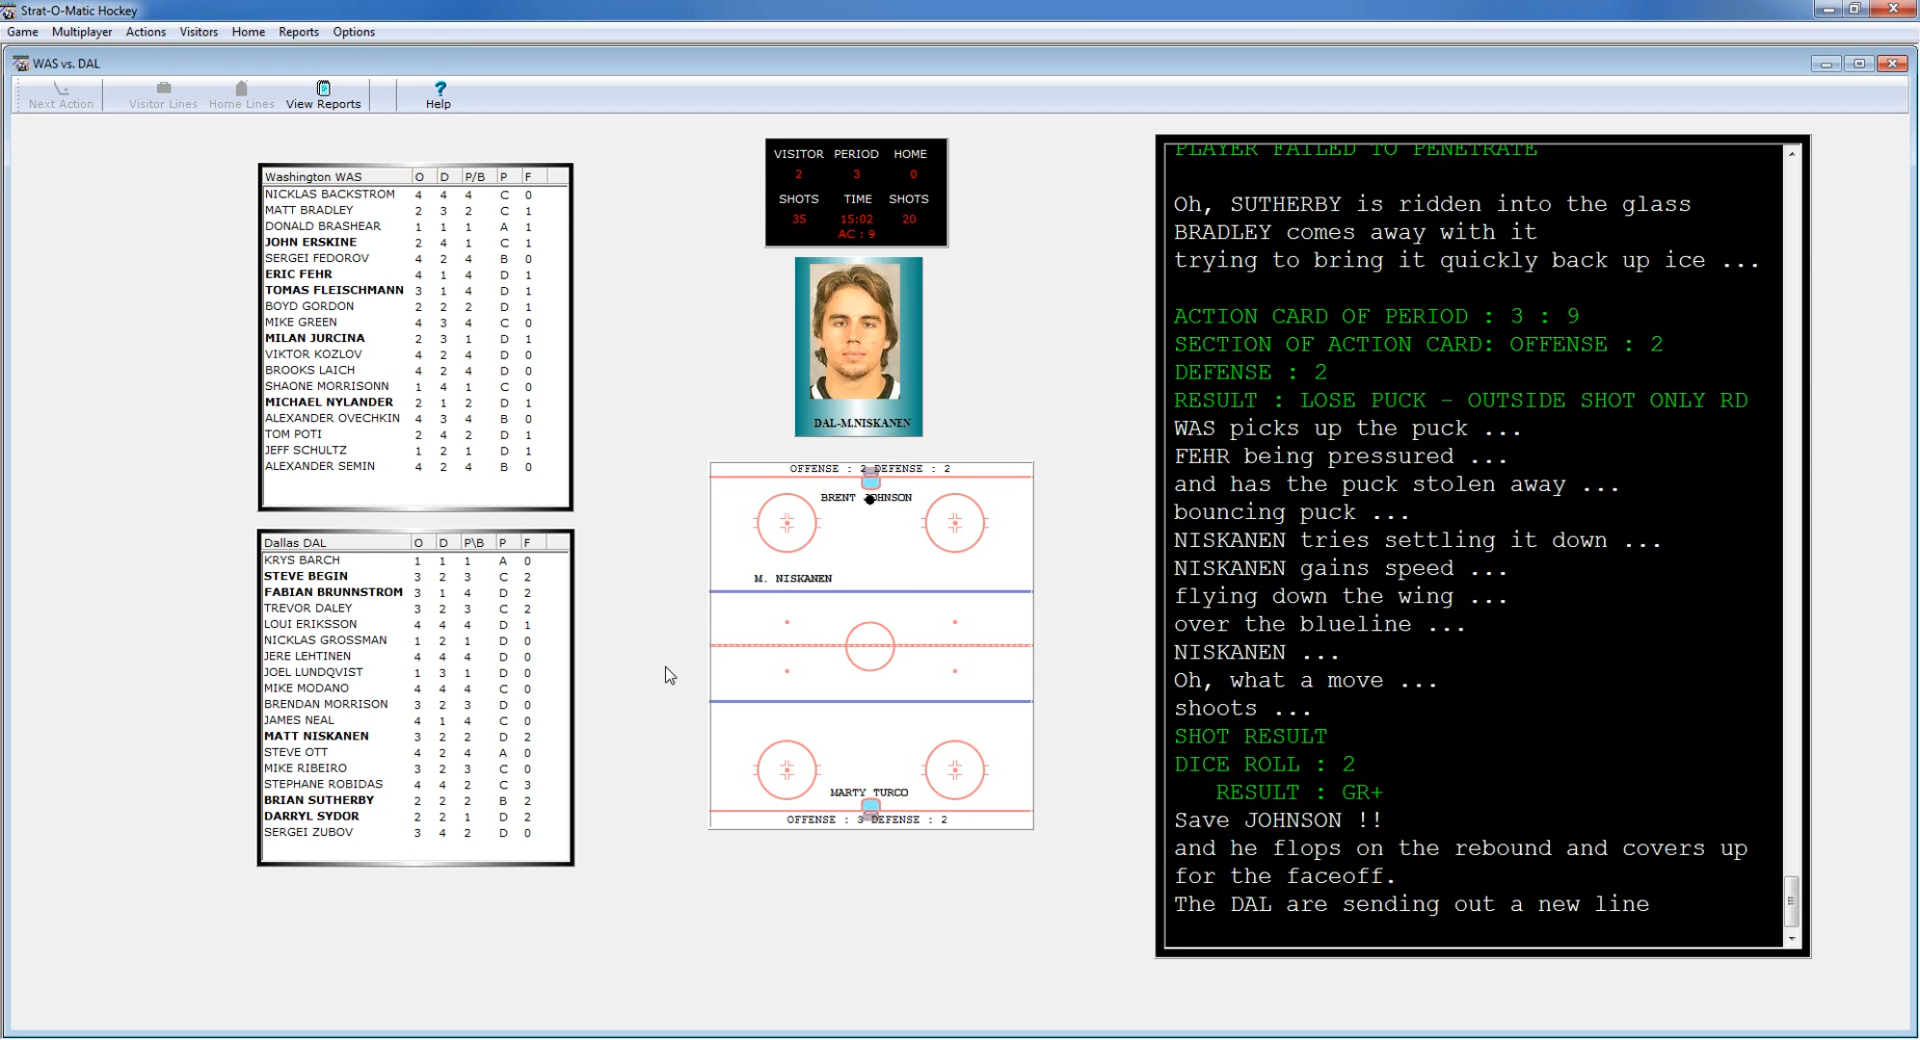 Strat-O-Matic Hockey
Game Multiplayer Actions Visitors Home Reports Options
WAS vs. DAL
Next Action Visitor Lines Home Lines View Reports Help
Washington WAS O D P/B P F
NICKLAS BACKSTROM 4 4 4 C 0
MATT BRADLEY 2 3 2 C 1
DONALD BRASHEAR 1 1 1 A 1
JOHN ERSKINE 2 4 1 C 1
SERGEI FEDOROV 4 2 4 B 0
ERIC FEHR 4 1 4 D 1
TOMAS FLEISCHMANN 3 1 4 D 1
BOYD GORDON 2 2 2 D 1
MIKE GREEN 4 3 4 C 0
MILAN JURCINA 2 3 1 D 1
VIKTOR KOZLOV 4 2 4 D 0
BROOKS LAICH 4 2 4 D 0
SHAONE MORRISONN 1 4 1 C 0
MICHAEL NYLANDER 2 1 2 D 1
ALEXANDER OVECHKIN 4 3 4 B 0
TOM POTI 2 4 2 D 1
JEFF SCHULTZ 1 2 1 D 1
ALEXANDER SEMIN 4 2 4 B 0
Dallas DAL O D P\B P F
KRYS BARCH 1 1 1 A 0
STEVE BEGIN 3 2 3 C 2
FABIAN BRUNNSTROM 3 1 4 D 2
TREVOR DALEY 3 2 3 C 2
LOUI ERIKSSON 4 4 4 D 1
NICKLAS GROSSMAN 1 2 1 D 0
JERE LEHTINEN 4 4 4 D 0
JOEL LUNDQVIST 1 3 1 D 0
MIKE MODANO 4 4 4 C 0
BRENDAN MORRISON 3 2 3 D 0
JAMES NEAL 4 1 4 C 0
MATT NISKANEN 3 2 2 D 2
STEVE OTT 4 2 4 A 0
MIKE RIBEIRO 3 2 3 C 0
STEPHANE ROBIDAS 4 4 2 C 3
BRIAN SUTHERBY 2 2 2 B 2
DARRYL SYDOR 2 2 1 D 2
SERGEI ZUBOV 3 4 2 D 0
VISITOR PERIOD HOME
2 3 0
SHOTS TIME SHOTS
35 15:02 20
AC : 9
DAL-M.NISKANEN
OFFENSE : 2 DEFENSE : 2
BRENT JOHNSON
M. NISKANEN
MARTY TURCO
OFFENSE : 3 DEFENSE : 2
PLAYER FAILED TO PENETRATE
Oh, SUTHERBY is ridden into the glass
BRADLEY comes away with it
trying to bring it quickly back up ice ...
ACTION CARD OF PERIOD : 3 : 9
SECTION OF ACTION CARD: OFFENSE : 2
DEFENSE : 2
RESULT : LOSE PUCK - OUTSIDE SHOT ONLY RD
WAS picks up the puck ...
FEHR being pressured ...
and has the puck stolen away ...
bouncing puck ...
NISKANEN tries settling it down ...
NISKANEN gains speed ...
flying down the wing ...
over the blueline ...
NISKANEN ...
Oh, what a move ...
shoots ...
SHOT RESULT
DICE ROLL : 2
RESULT : GR+
Save JOHNSON !!
and he flops on the rebound and covers up
for the faceoff.
The DAL are sending out a new line